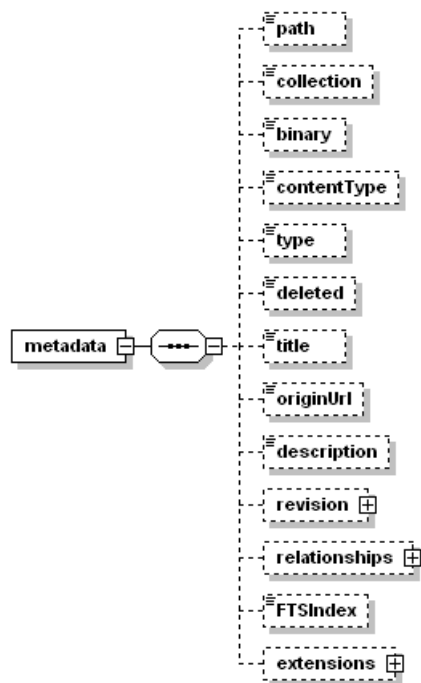 path
collection
binary
contentType
type
deleted
metadata
title
originUrl
description
revision
relationships
FTSIndex
extensions